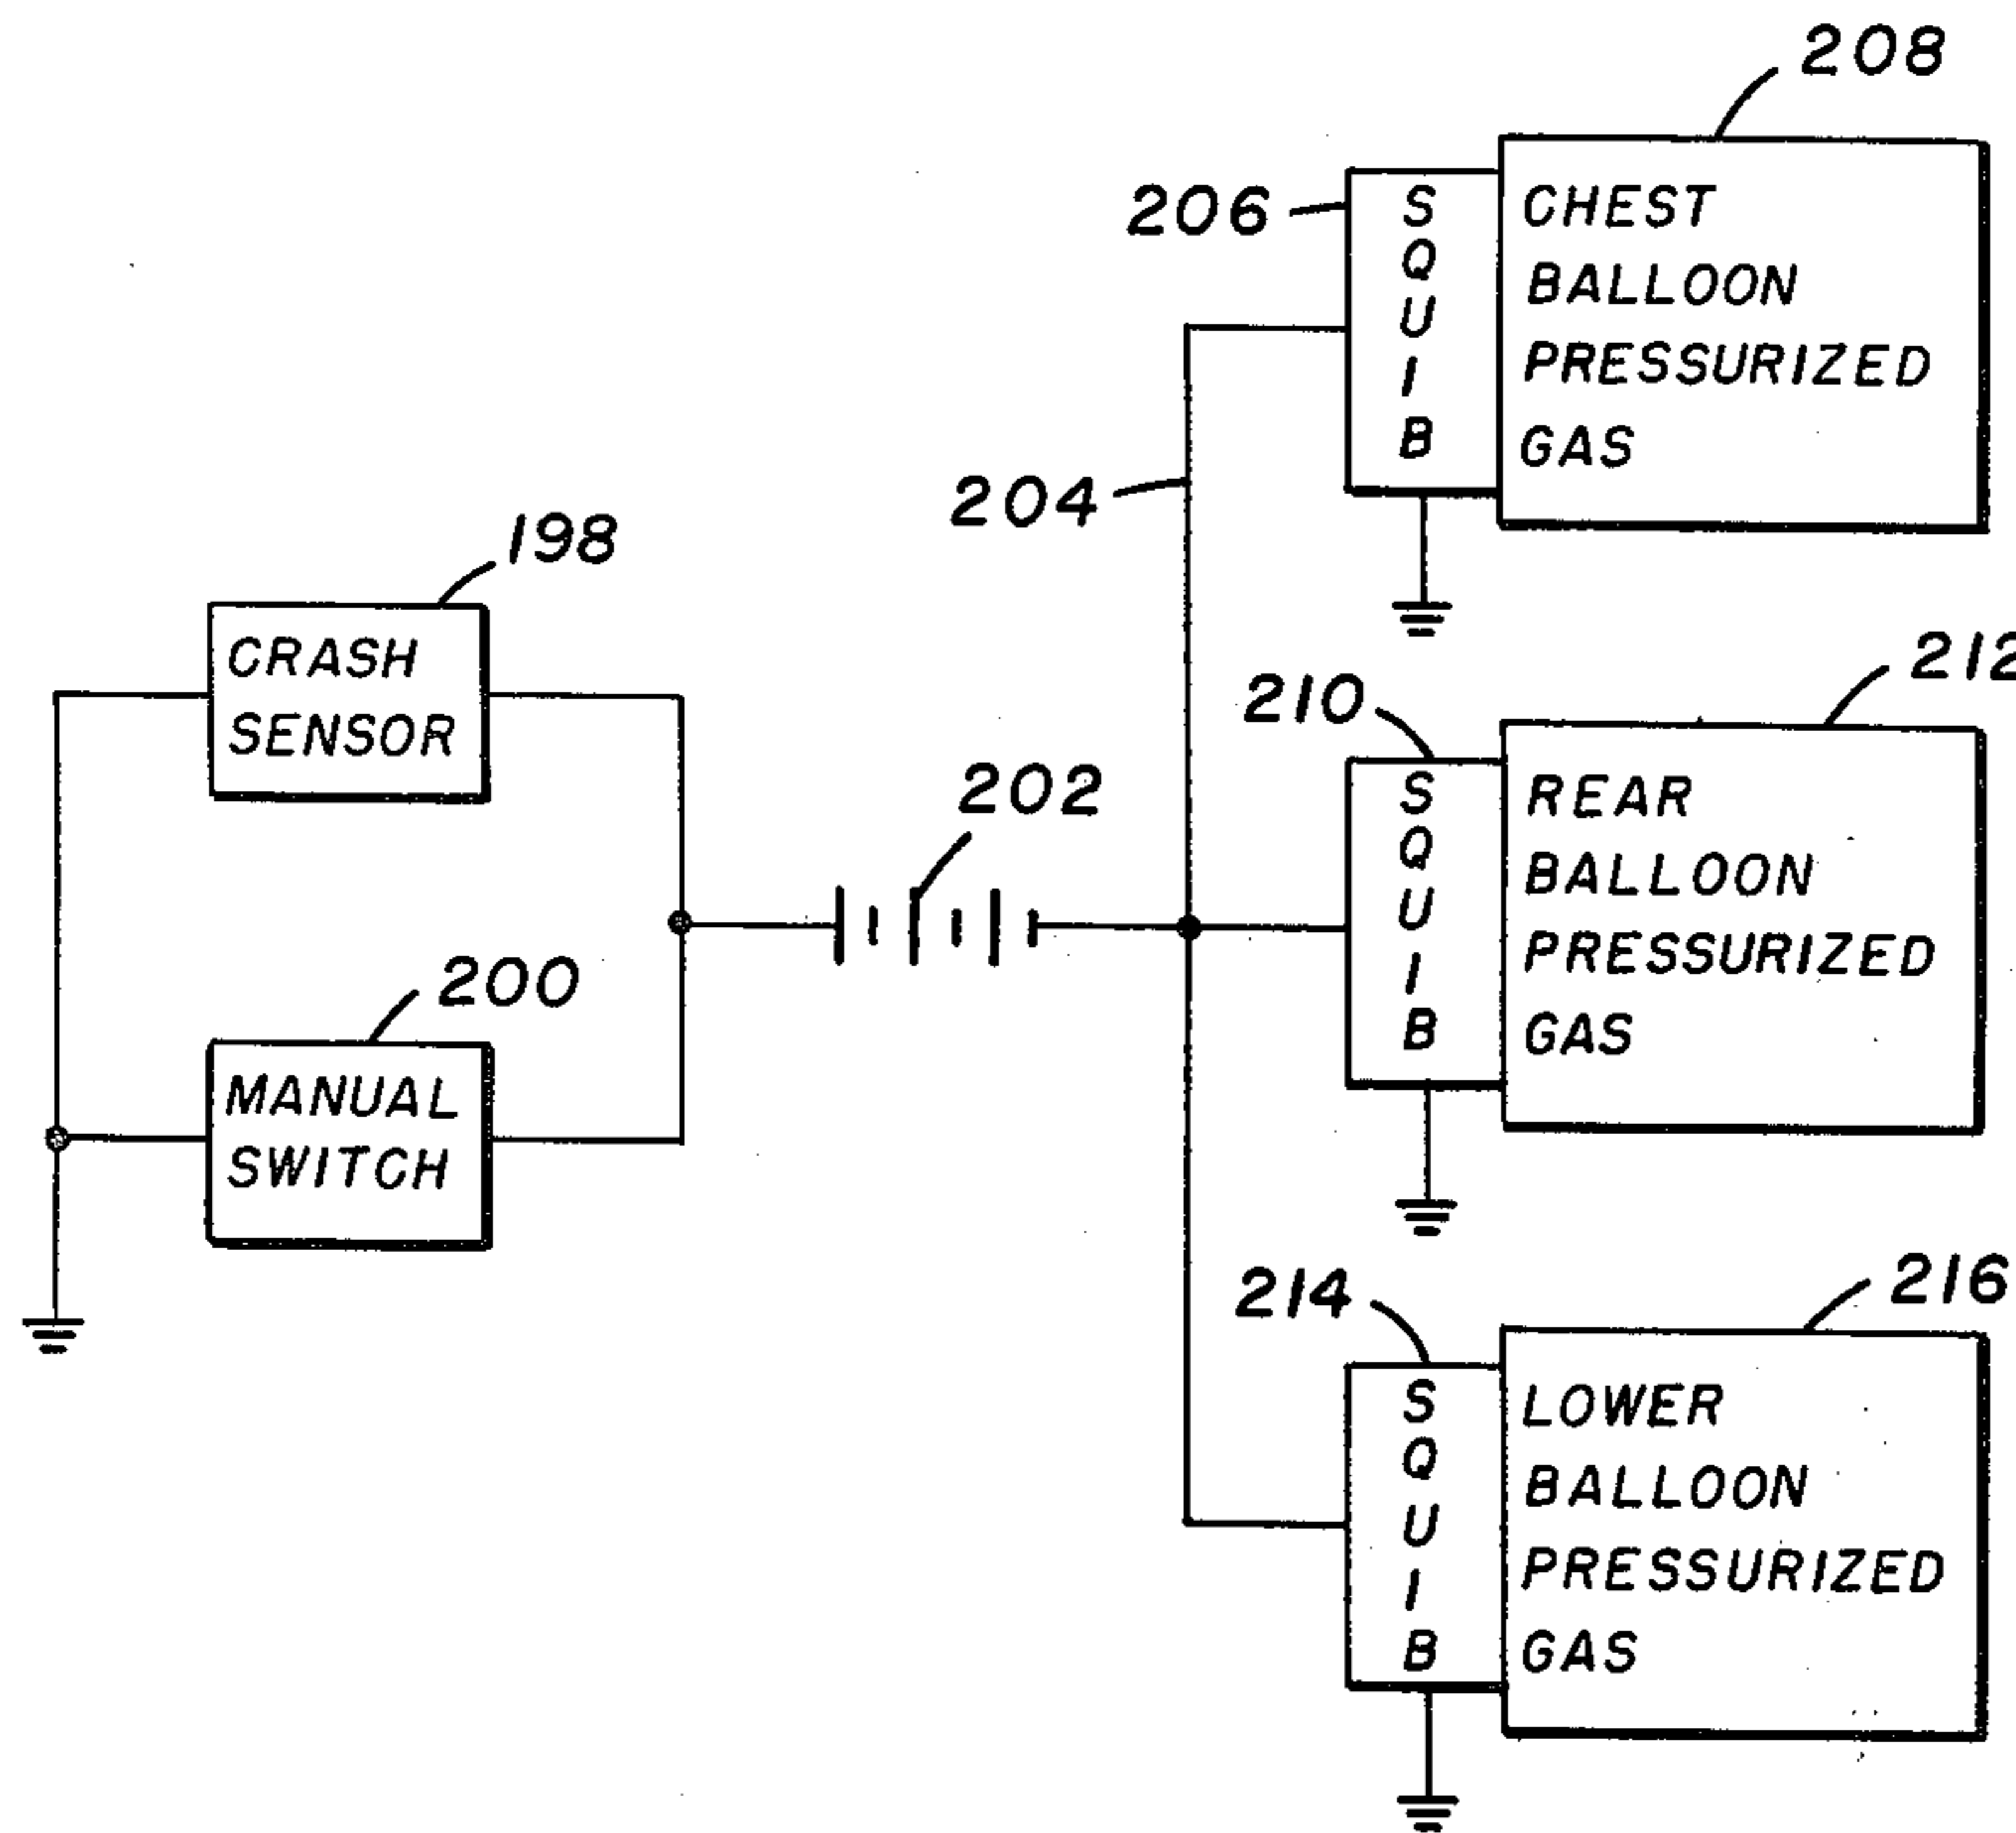 208
206
S
Q
U
I
B
CHEST
BALLOON
PRESSURIZED
GAS
204
198
CRASH
SENSOR
212
210
S
Q
U
I
B
REAR
BALLOON
PRESSURIZED
GAS
202
200
MANUAL
SWITCH
216
214
S
Q
U
I
B
LOWER
BALLOON
PRESSURIZED
GAS